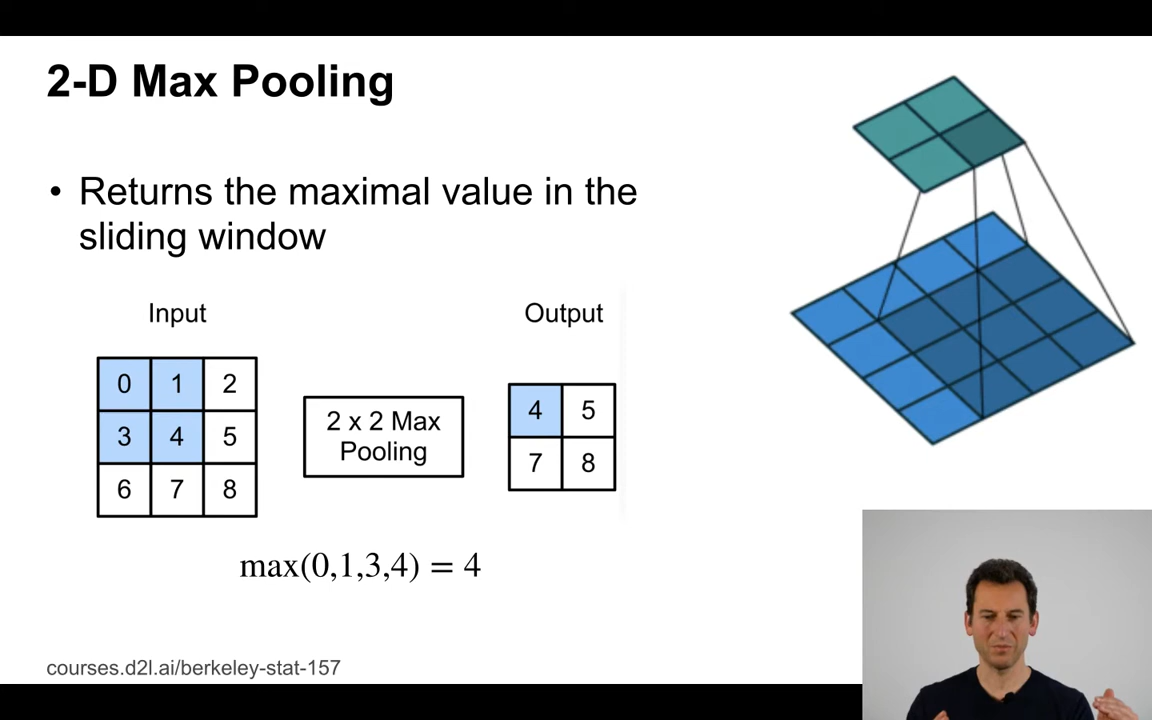 2-D Max Pooling
• Returns the maximal value in the
sliding window
Input
Output
0 1 2
3 4 5
6 7 8
2 x 2 Max
Pooling
4 5
7 8
max(0,1,3,4) = 4
courses.d2l.ai/berkeley-stat-157